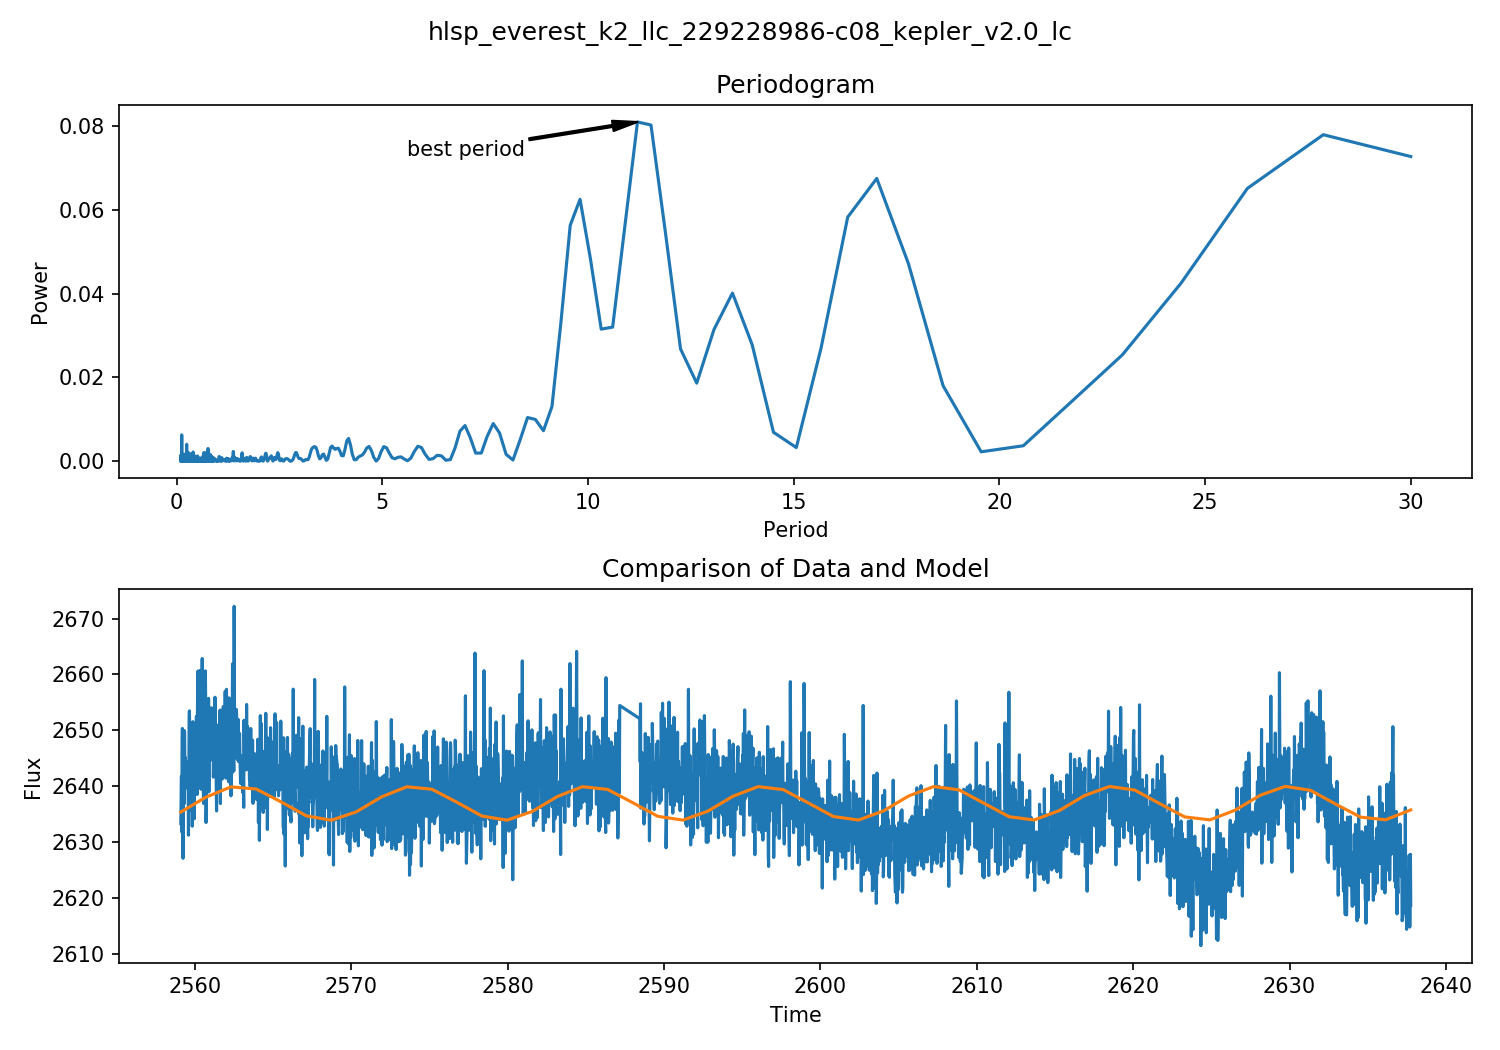 hlsp_everest_k2_llc_229228986-c08_kepler_v2.0_lc
Periodogram
0.08
0.06
0.04
0.02
0.00
Power
best period
0 5 10 15 20 25 30
Period
Comparison of Data and Model
2670
2660
2650
2640
2630
2620
2610
Flux
2560 2570 2580 2590 2600 2610 2620 2630 2640
Time